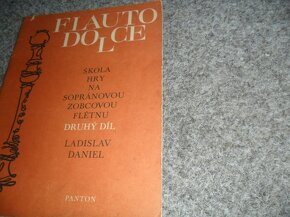 FLAUTO
DOLCE
ŠKOLA
HRY
NA
SOPRÁNOVOU
ZOBCOVOU
FLÉTNU
DRUHÝ DÍL
LADISLAV
DANIEL
PANTON